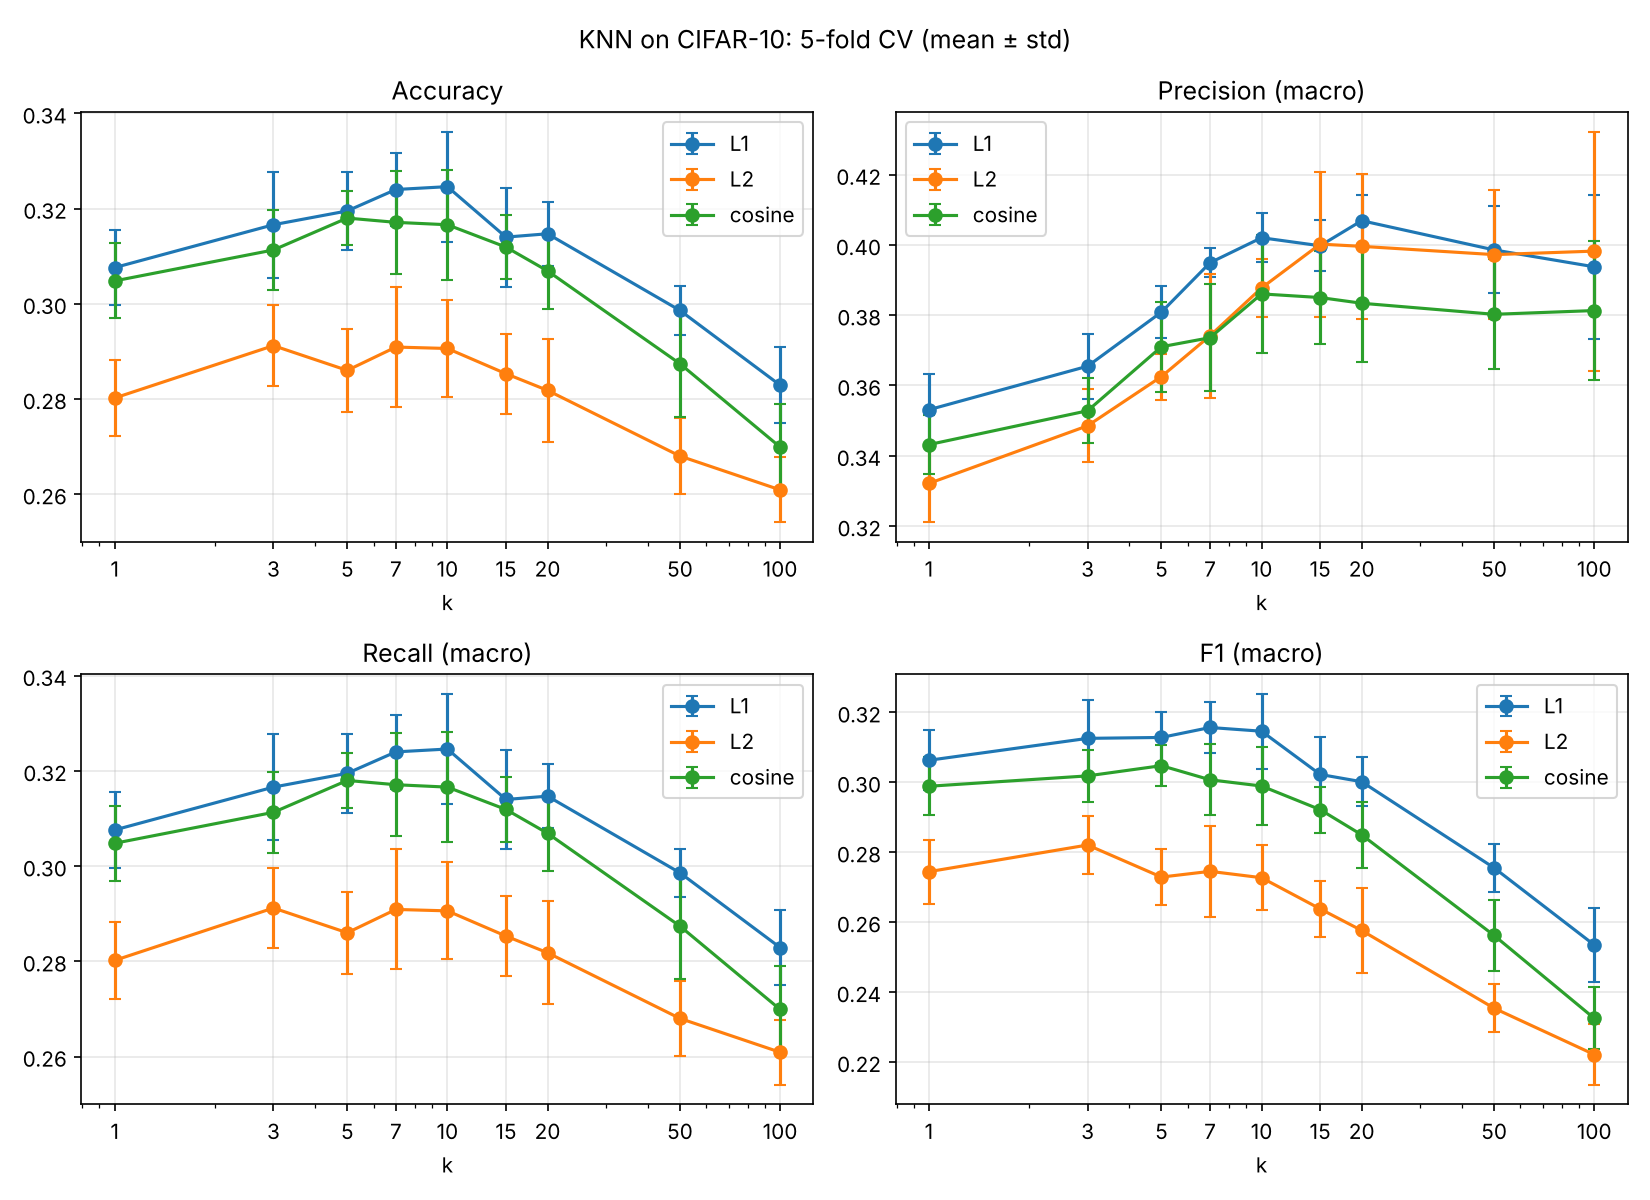 KNN on CIFAR-10: 5-fold CV (mean ± std)
Accuracy
0.34
0.32
0.30
0.28
0.26
L1
L2
cosine
1 3 5 7 10 15 20 50 100
k
Precision (macro)
0.42
0.40
0.38
0.36
0.34
0.32
L1
L2
cosine
1 3 5 7 10 15 20 50 100
k
Recall (macro)
0.34
0.32
0.30
0.28
0.26
L1
L2
cosine
1 3 5 7 10 15 20 50 100
k
F1 (macro)
0.32
0.30
0.28
0.26
0.24
0.22
L1
L2
cosine
1 3 5 7 10 15 20 50 100
k